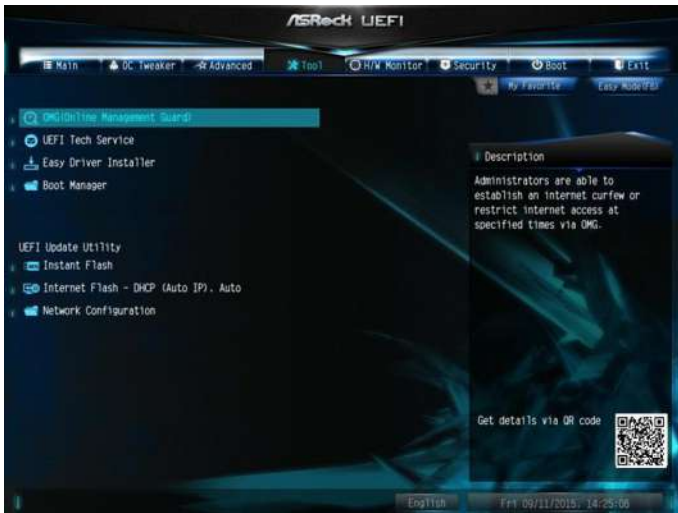 ASRock UEFI
Main OC Tweaker Advanced Tool H/W Monitor Security Boot Exit
My Favorite Easy Mode(F6)
OMG(Online Management Guard)
UEFI Tech Service
Easy Driver Installer
Boot Manager
UEFI Update Utility
Instant Flash
Internet Flash - DHCP (Auto IP), Auto
Network Configuration
Description
Administrators are able to
establish an internet curfew or
restrict internet access at
specified times via OMG.
Get details via QR code
English Fri 09/11/2015, 14:25:06